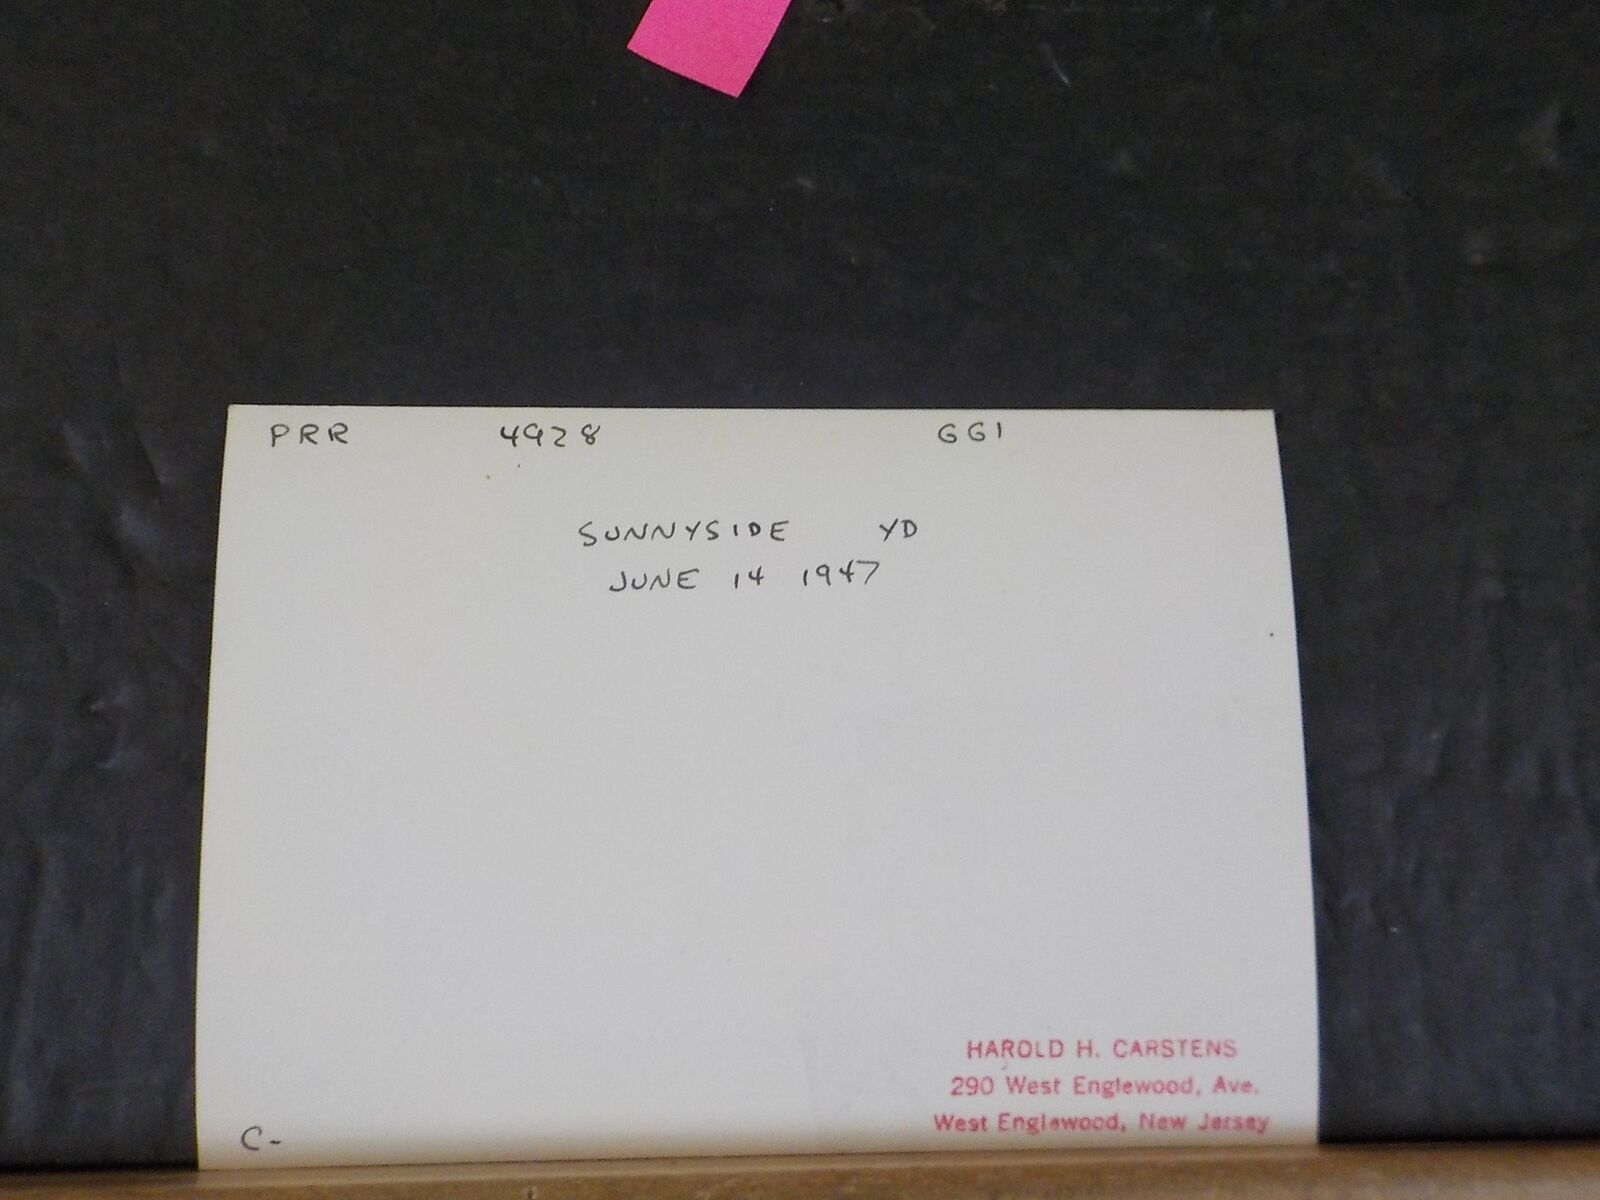 PRR 4928 GG1
SUNNYSIDE YD
JUNE 14 1947
HAROLD H. CARSTENS
290 West Englewood, Ave.
West Englewood, New Jersey
C-